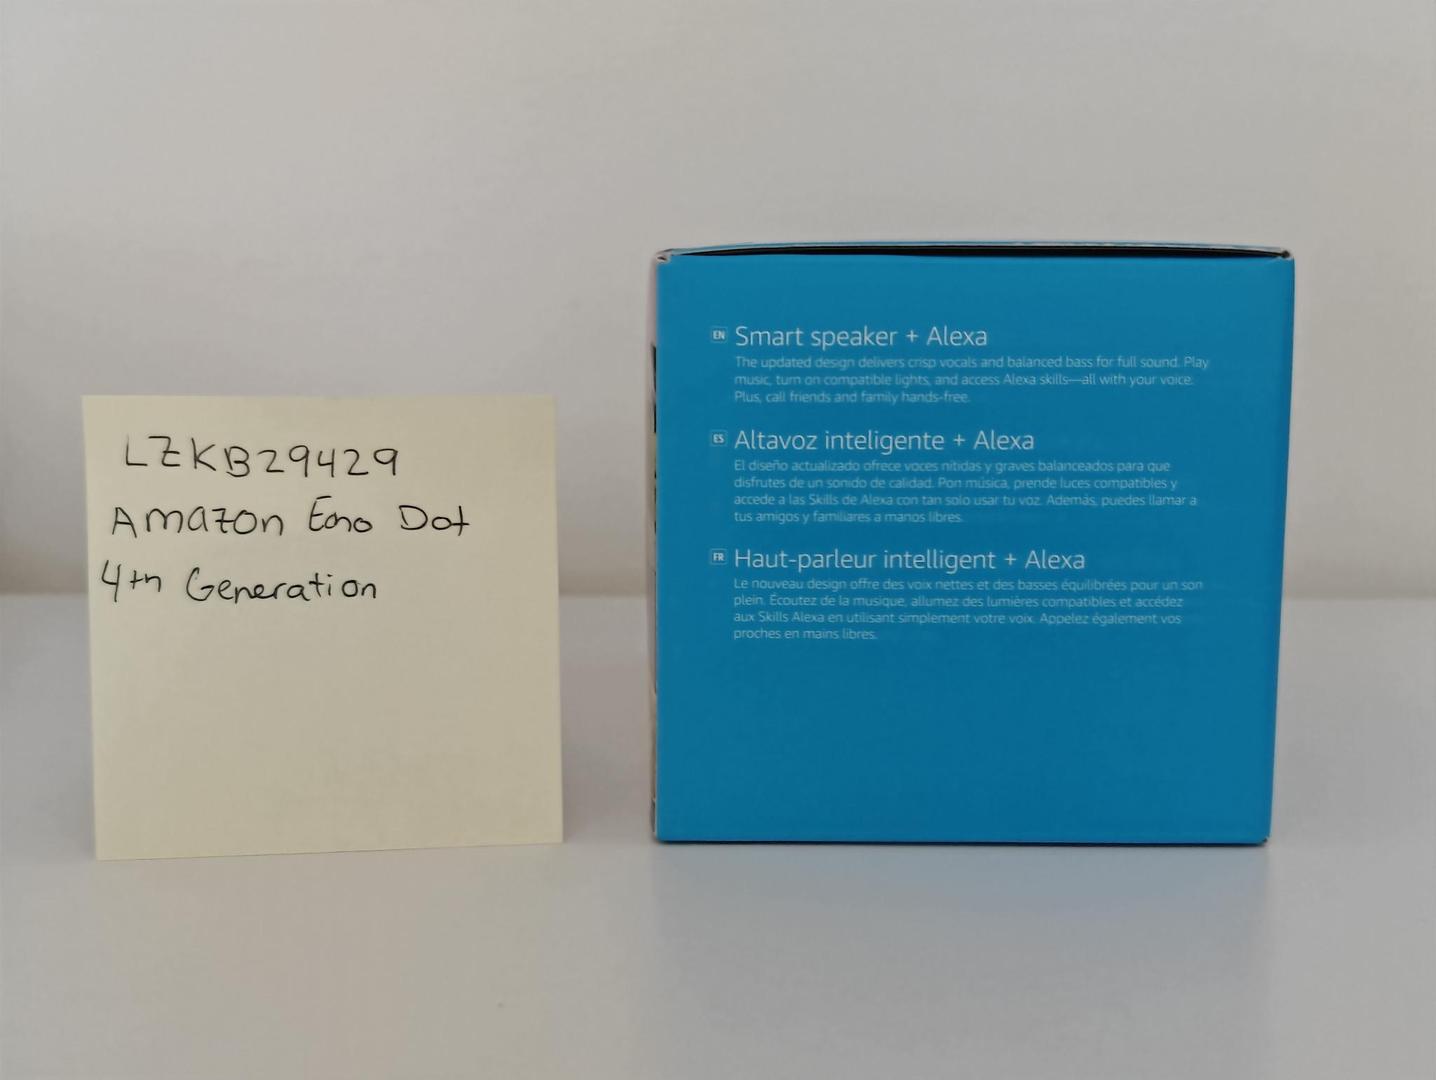 LZKB29429
Amazon Echo Dot
4th Generation
EN Smart speaker + Alexa
The updated design delivers crisp vocals and balanced bass for full sound. Play
music, turn on compatible lights, and access Alexa skills—all with your voice.
Plus, call friends and family hands-free.
ES Altavoz inteligente + Alexa
El diseño actualizado ofrece voces nítidas y graves balanceados para que
disfrutes de un sonido de calidad. Pon música, prende luces compatibles y
accede a las Skills de Alexa con tan solo usar tu voz. Además, puedes llamar a
tus amigos y familiares a manos libres.
FR Haut-parleur intelligent + Alexa
Le nouveau design offre des voix nettes et des basses équilibrées pour un son
plein. Écoutez de la musique, allumez des lumières compatibles et accédez
aux Skills Alexa en utilisant simplement votre voix. Appelez également vos
proches en mains libres.